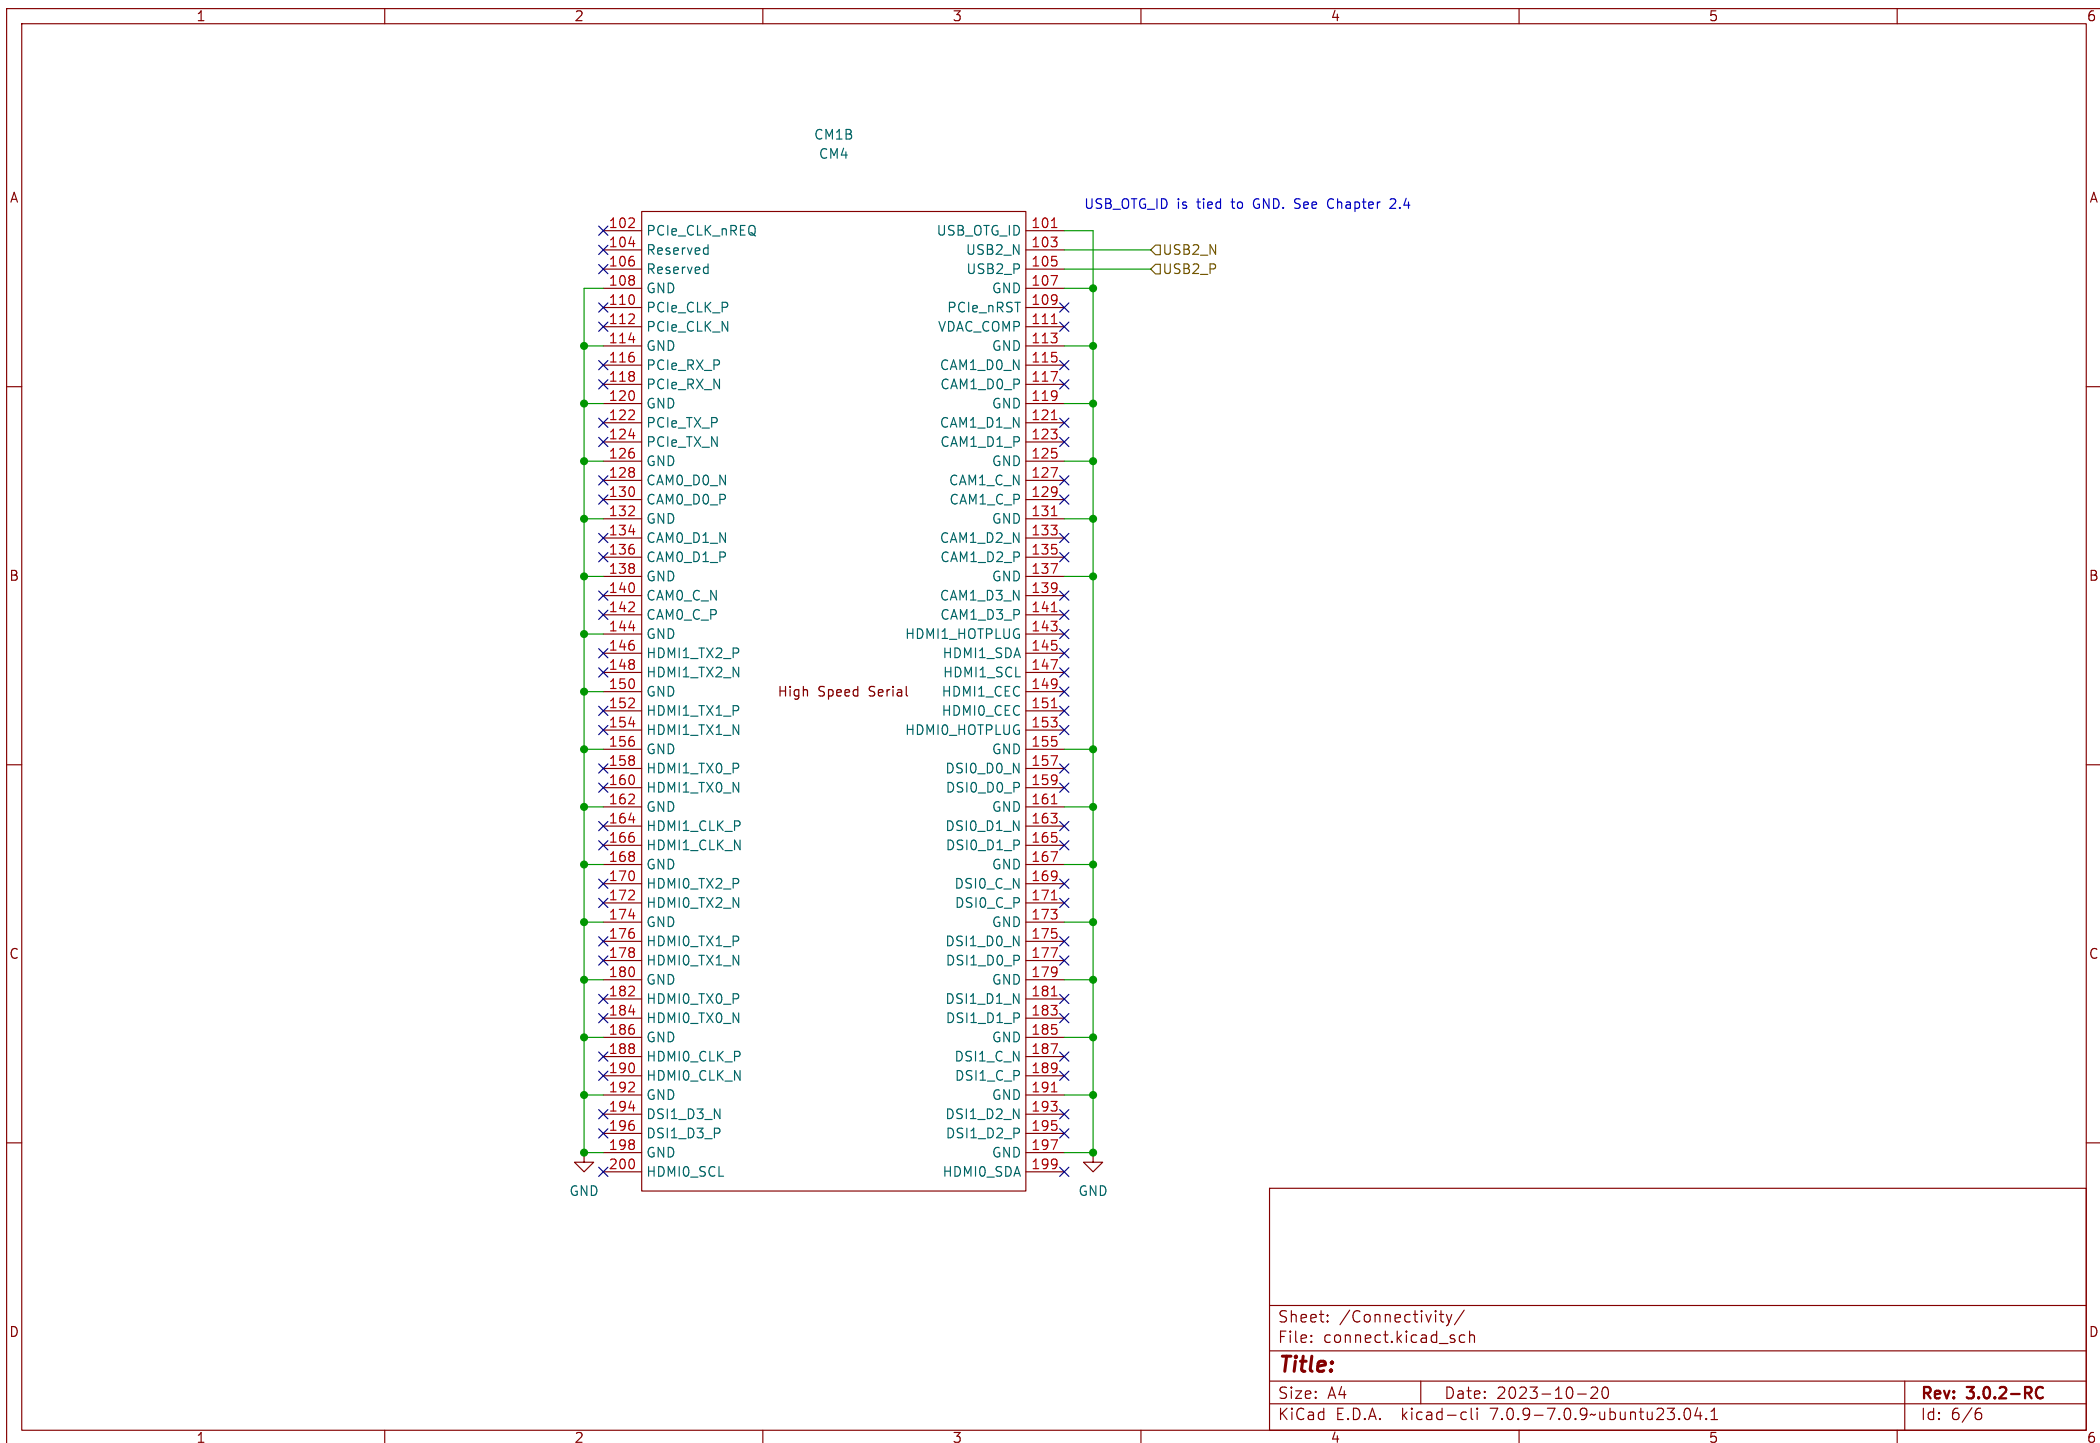 1 2 3 4 5 6
CM1B
CM4
A A
USB_OTG_ID is tied to GND. See Chapter 2.4
102 PCIe_CLK_nREQ USB_OTG_ID 101
104 Reserved USB2_N 103 USB2_N
106 Reserved USB2_P 105 USB2_P
108 GND GND 107
110 PCIe_CLK_P PCIe_nRST 109
112 PCIe_CLK_N VDAC_COMP 111
114 GND GND 113
116 PCIe_RX_P CAM1_D0_N 115
118 PCIe_RX_N CAM1_D0_P 117
120 GND GND 119
122 PCIe_TX_P CAM1_D1_N 121
124 PCIe_TX_N CAM1_D1_P 123
126 GND GND 125
128 CAM0_D0_N CAM1_C_N 127
130 CAM0_D0_P CAM1_C_P 129
132 GND GND 131
134 CAM0_D1_N CAM1_D2_N 133
136 CAM0_D1_P CAM1_D2_P 135
B 138 GND GND 137 B
140 CAM0_C_N CAM1_D3_N 139
142 CAM0_C_P CAM1_D3_P 141
144 GND HDMI1_HOTPLUG 143
146 HDMI1_TX2_P HDMI1_SDA 145
148 HDMI1_TX2_N HDMI1_SCL 147
150 GND High Speed Serial HDMI1_CEC 149
152 HDMI1_TX1_P HDMI0_CEC 151
154 HDMI1_TX1_N HDMI0_HOTPLUG 153
156 GND GND 155
158 HDMI1_TX0_P DSI0_D0_N 157
160 HDMI1_TX0_N DSI0_D0_P 159
162 GND GND 161
164 HDMI1_CLK_P DSI0_D1_N 163
166 HDMI1_CLK_N DSI0_D1_P 165
168 GND GND 167
170 HDMI0_TX2_P DSI0_C_N 169
172 HDMI0_TX2_N DSI0_C_P 171
174 GND GND 173
176 HDMI0_TX1_P DSI1_D0_N 175
C 178 HDMI0_TX1_N DSI1_D0_P 177 C
180 GND GND 179
182 HDMI0_TX0_P DSI1_D1_N 181
184 HDMI0_TX0_N DSI1_D1_P 183
186 GND GND 185
188 HDMI0_CLK_P DSI1_C_N 187
190 HDMI0_CLK_N DSI1_C_P 189
192 GND GND 191
194 DSI1_D3_N DSI1_D2_N 193
196 DSI1_D3_P DSI1_D2_P 195
198 GND GND 197
200 HDMI0_SCL HDMI0_SDA 199
GND GND
Sheet: /Connectivity/
D D
File: connect.kicad_sch
Title:
Size: A4 Date: 2023-10-20 Rev: 3.0.2-RC
KiCad E.D.A. kicad-cli 7.0.9-7.0.9~ubuntu23.04.1 Id: 6/6
1 2 3 4 5 6